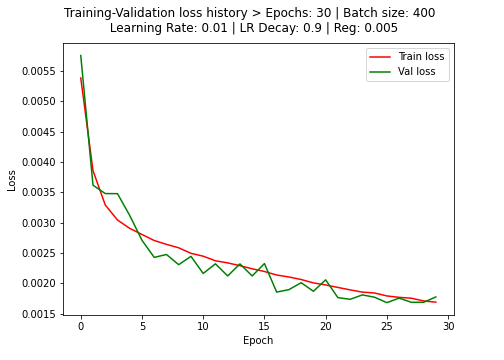 Training-Validation loss history > Epochs: 30 | Batch size: 400
Learning Rate: 0.01 | LR Decay: 0.9 | Reg: 0.005
Train loss
Val loss
0.0055
0.0050
0.0045
0.0040
0.0035
0.0030
0.0025
0.0020
0.0015
Loss
0 5 10 15 20 25 30
Epoch